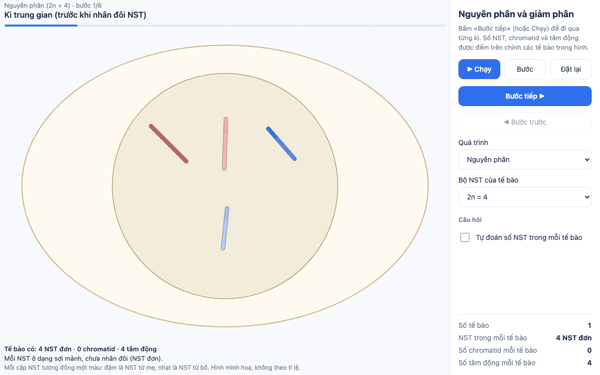 Nguyên phân (2n = 4) · bước 1/6
Kì trung gian (trước khi nhân đôi NST)
Tế bào có: 4 NST đơn · 0 chromatid · 4 tâm động
Mỗi NST ở dạng sợi mảnh, chưa nhân đôi (NST đơn).
Mỗi cặp NST tương đồng một màu: đậm là NST từ mẹ, nhạt là NST từ bố. Hình minh hoạ, không theo tỉ lệ.
Nguyên phân và giảm phân
Bấm «Bước tiếp» (hoặc Chạy) để đi qua
từng kì. Số NST, chromatid và tâm động
được đếm trên chính các tế bào trong hình.
▶ Chạy
Bước
Đặt lại
Bước tiếp ▶
◀ Bước trước
Quá trình
Nguyên phân
Bộ NST của tế bào
2n = 4
Câu hỏi
Tự đoán số NST trong mỗi tế bào
Số tế bào 1
NST trong mỗi tế bào 4 NST đơn
Số chromatid mỗi tế bào 0
Số tâm động mỗi tế bào 4